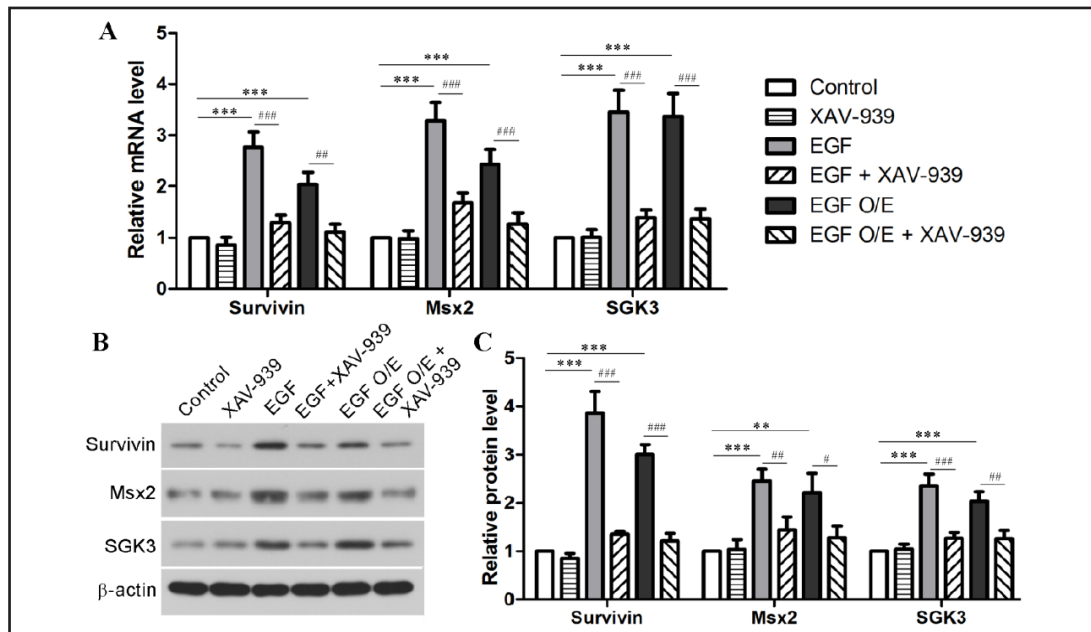 A
Relative mRNA level
5
4
3
2
1
0
***
***
###
##
***
***
###
###
***
***
###
###
Survivin
Msx2
SGK3
Control
XAV-939
EGF
EGF + XAV-939
EGF O/E
EGF O/E + XAV-939
B
Control
XAV-939
EGF
EGF+XAV-939
EGF O/E
EGF O/E +
XAV-939
Survivin
Msx2
SGK3
β-actin
C
Relative protein level
5
4
3
2
1
0
***
***
###
###
**
***
##
#
***
***
###
##
Survivin
Msx2
SGK3